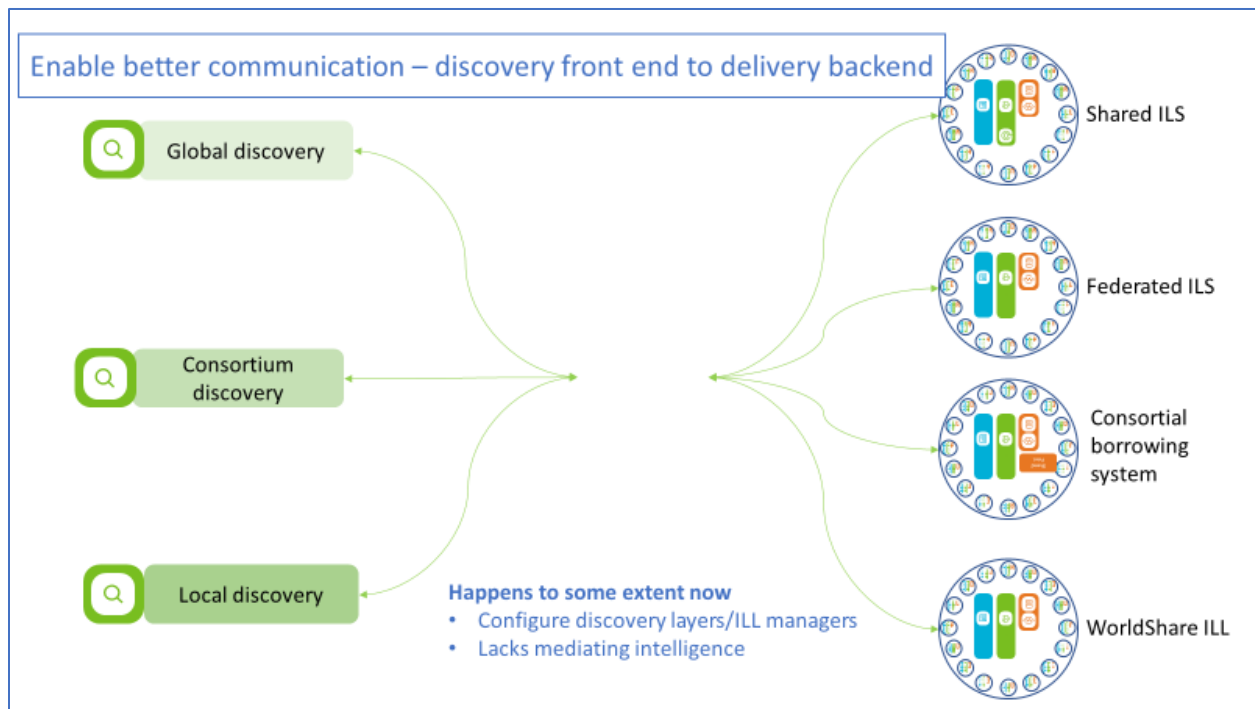 Enable better communication – discovery front end to delivery backend
Global discovery
Consortium
discovery
Local discovery
Happens to some extent now
• Configure discovery layers/ILL managers
• Lacks mediating intelligence
Shared ILS
Federated ILS
Consortial
borrowing
system
WorldShare ILL